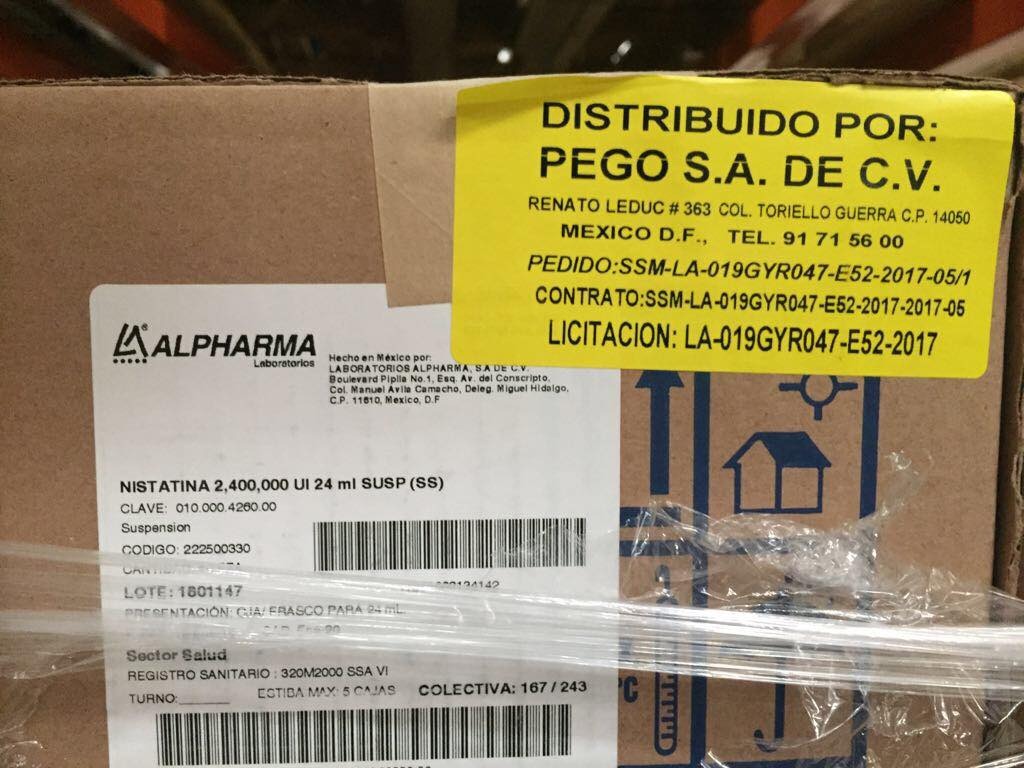 DISTRIBUIDO POR:
PEGO S.A. DE C.V.
RENATO LEDUC # 363 COL. TORIELLO GUERRA C.P. 14050
MEXICO D.F., TEL. 91 71 56 00
PEDIDO:SSM-LA-019GYR047-E52-2017-05/1
CONTRATO:SSM-LA-019GYR047-E52-2017-2017-05
LICITACION: LA-019GYR047-E52-2017
ALPHARMA®
Laboratorios
Hecho en México por:
LABORATORIOS ALPHARMA, S.A DE C.V.
Boulevard Pipila No.1, Esq. Av. del Conscripto,
Col. Manuel Avila Camacho, Deleg. Miguel Hidalgo,
C.P. 11610, Mexico, D.F
NISTATINA 2,400,000 UI 24 ml SUSP (SS)
CLAVE: 010.000.4260.00
Suspension
CODIGO: 222500330
LOTE: 1801147
PRESENTACIÓN: CJA/ FRASCO PARA 24 mL
Sector Salud
REGISTRO SANITARIO : 320M2000 SSA VI
TURNO:______ ESTIBA MAX: 5 CAJAS COLECTIVA: 167 / 243